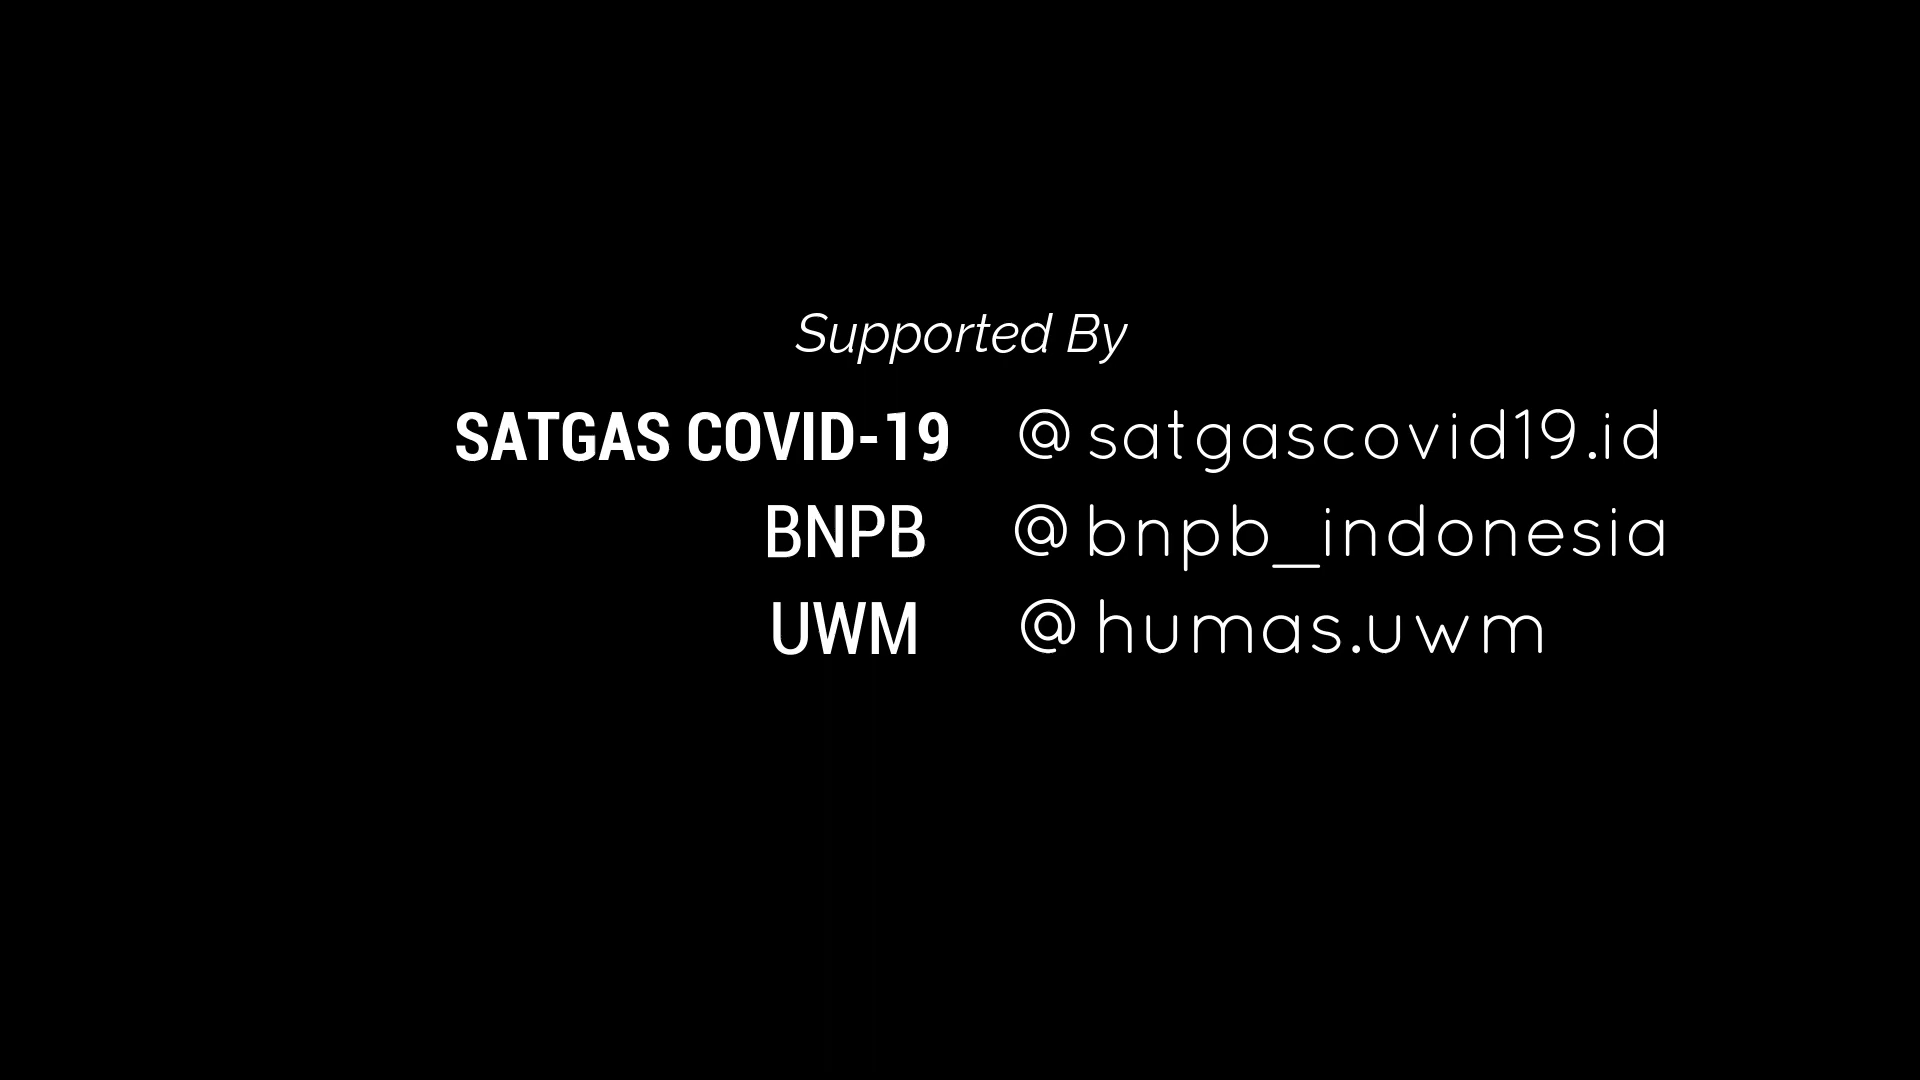 Supported By
SATGAS COVID-19 @satgascovid19.id
BNPB @bnpb_indonesia
UWM @humas.uwm